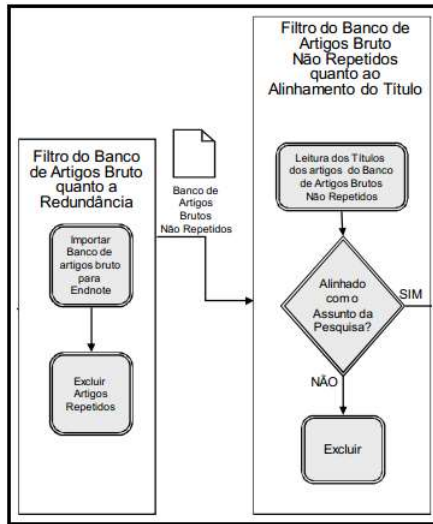 Filtro do Banco
de Artigos Bruto
quanto a
Redundância
Importar
Banco de
artigos bruto
para
Endnote
Excluir
Artigos
Repetidos
Banco de
Artigos
Brutos
Não Repetidos
Filtro do Banco de
Artigos Bruto
Não Repetidos
quanto ao
Alinhamento do Título
Leitura dos Títulos
dos artigos do Banco
de Artigos Brutos
Não Repetidos
Alinhado
com o
Assunto da
Pesquisa?
SIM
NÃO
Excluir